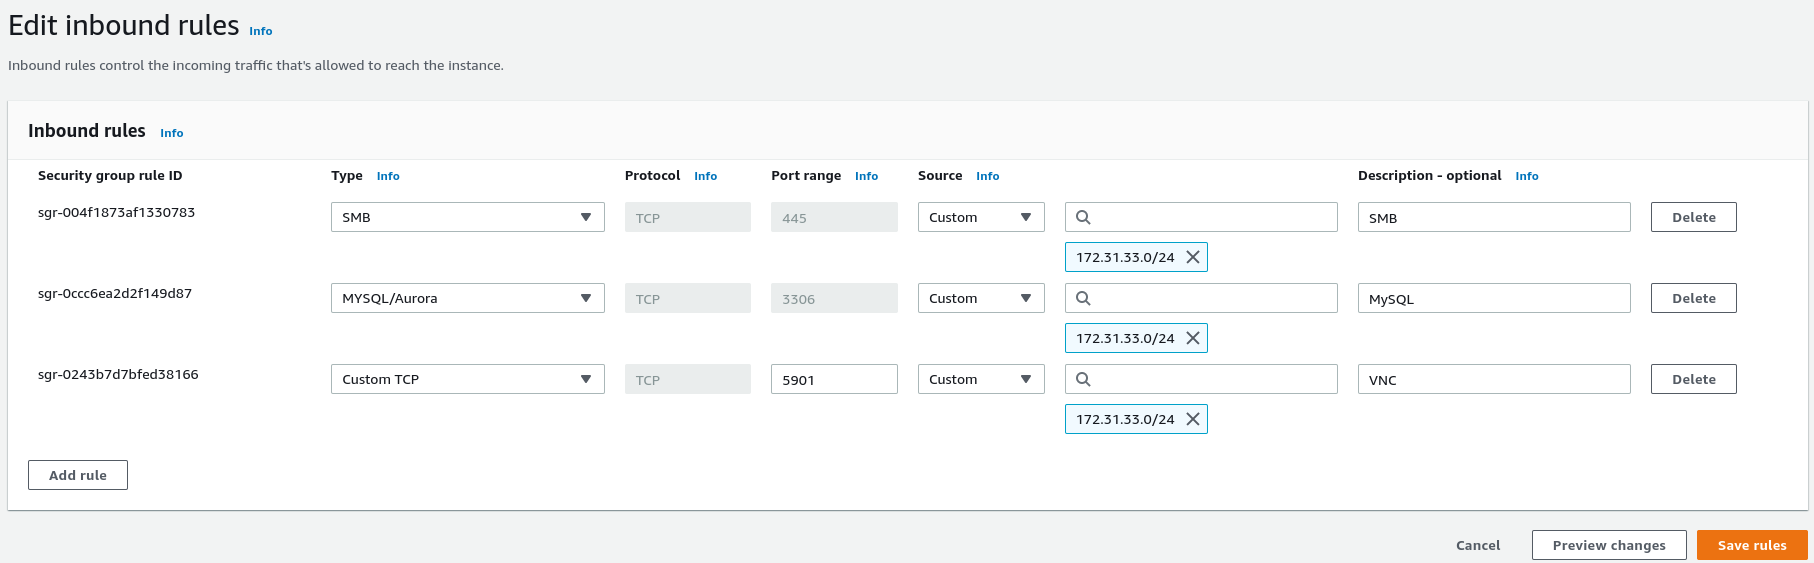 Edit inbound rules Info
Inbound rules control the incoming traffic that's allowed to reach the instance.
Inbound rules Info
Security group rule ID Type Info Protocol Info Port range Info Source Info Description - optional Info
sgr-004f1873af1330783 SMB TCP 445 Custom SMB Delete
172.31.33.0/24
sgr-0ccc6ea2d2f149d87 MYSQL/Aurora TCP 3306 Custom MySQL Delete
172.31.33.0/24
sgr-0243b7d7bfed38166 Custom TCP TCP 5901 Custom VNC Delete
172.31.33.0/24
Add rule
Cancel Preview changes Save rules